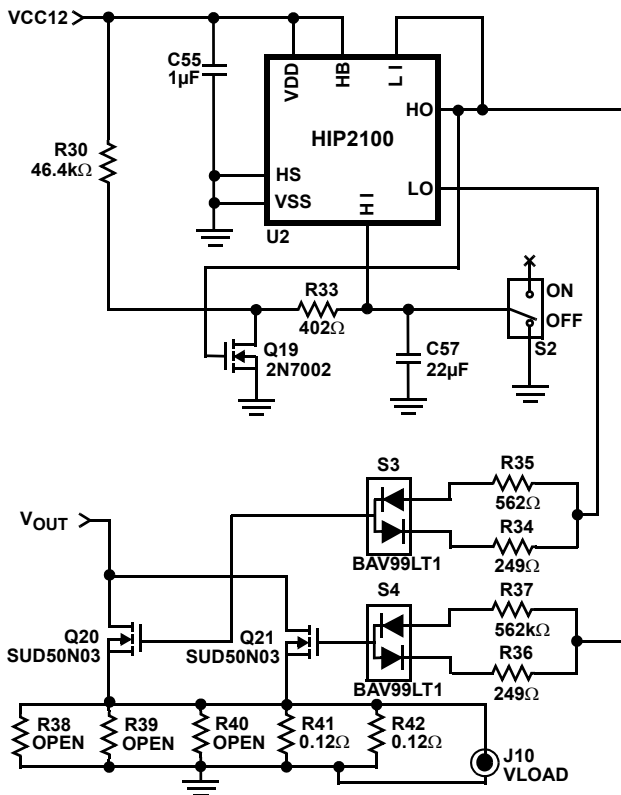 VCC12
C55
1µF
VDD
HB
LI
HO
R30
46.4kΩ
HIP2100
HS
VSS
HI
LO
U2
R33
402Ω
ON
OFF
S2
Q19
2N7002
C57
22µF
S3
R35
562Ω
R34
249Ω
BAV99LT1
VOUT
S4
R37
562kΩ
R36
249Ω
BAV99LT1
Q20
SUD50N03
Q21
SUD50N03
R38
OPEN
R39
OPEN
R40
OPEN
R41
0.12Ω
R42
0.12Ω
J10
VLOAD